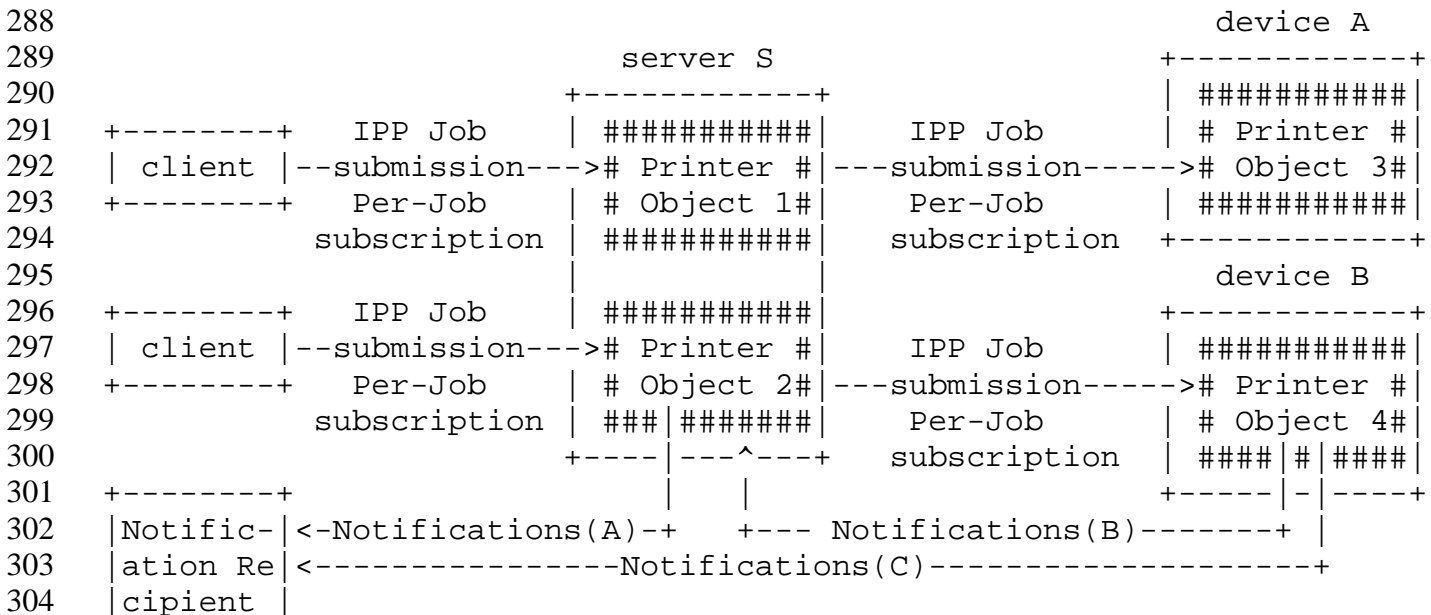 288                                                              device A
289                              server S                    +------------+
290                           +------------+                 | ###########|
291 +--------+   IPP Job     | ###########|     IPP Job     | # Printer #|
292 | client |--submission---># Printer #|---submission-----># Object 3#|
293 +--------+   Per-Job     | # Object 1#|     Per-Job     | ###########|
294            subscription | ###########|    subscription  +------------+
295                          |            |                    device B
296 +--------+   IPP Job     | ###########|                  +------------+
297 | client |--submission---># Printer #|     IPP Job     | ###########|
298 +--------+   Per-Job     | # Object 2#|---submission-----># Printer #|
299            subscription | ###|#######|     Per-Job     | # Object 4#|
300                          +----|---^---+    subscription  | ####|#|####|
301 +--------+                    |   |                      +-----|-|----+
302 |Notific-|<-Notifications(A)-+   +--- Notifications(B)-------+ |
303 |ation Re|<----------------Notifications(C)--------------------+
304 |cipient |